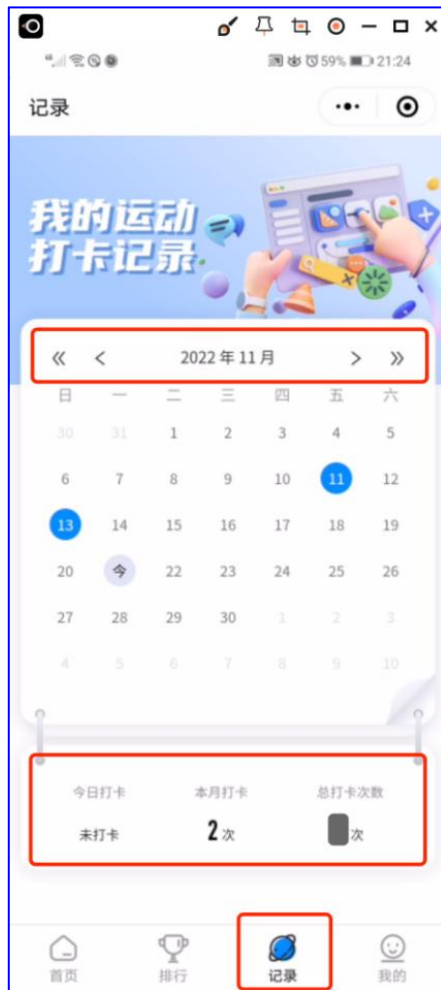 59% 21:24
记录
我的运动
打卡记录
« < 2022 年 11 月 > »
日 一 二 三 四 五 六
30 31 1 2 3 4 5
6 7 8 9 10 11 12
13 14 15 16 17 18 19
20 今 22 23 24 25 26
27 28 29 30 1 2 3
4 5 6 7 8 9 10
今日打卡 本月打卡 总打卡次数
未打卡 2 次 次
首页 排行 记录 我的